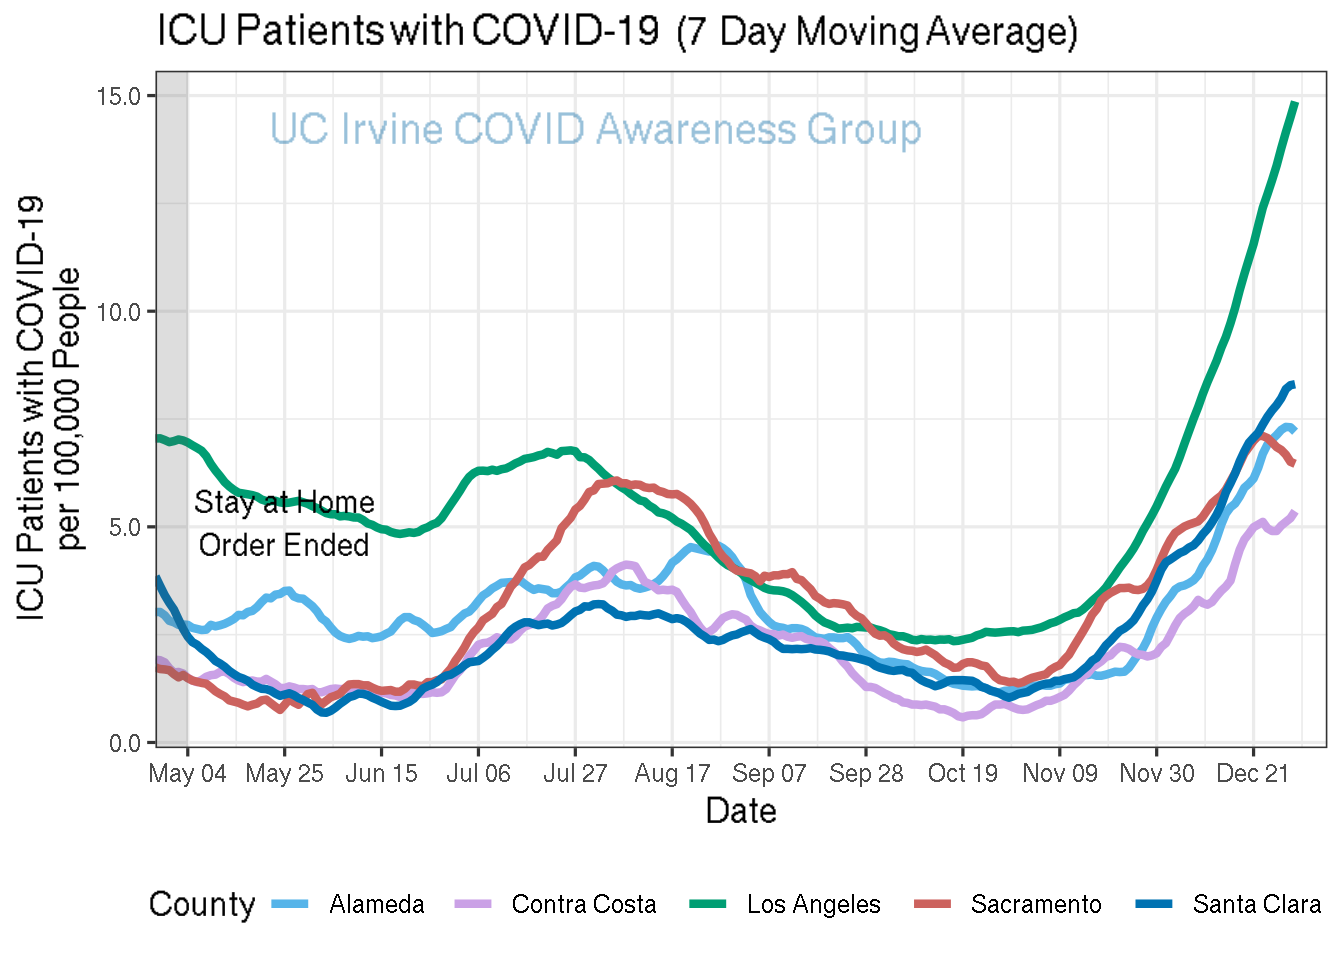 ICU Patients with COVID-19 (7 Day Moving Average)
UC Irvine COVID Awareness Group
ICU Patients with COVID-19
per 100,000 People
15.0
10.0
5.0
0.0
Stay at Home
Order Ended
May 04 May 25 Jun 15 Jul 06 Jul 27 Aug 17 Sep 07 Sep 28 Oct 19 Nov 09 Nov 30 Dec 21
Date
County Alameda Contra Costa Los Angeles Sacramento Santa Clara